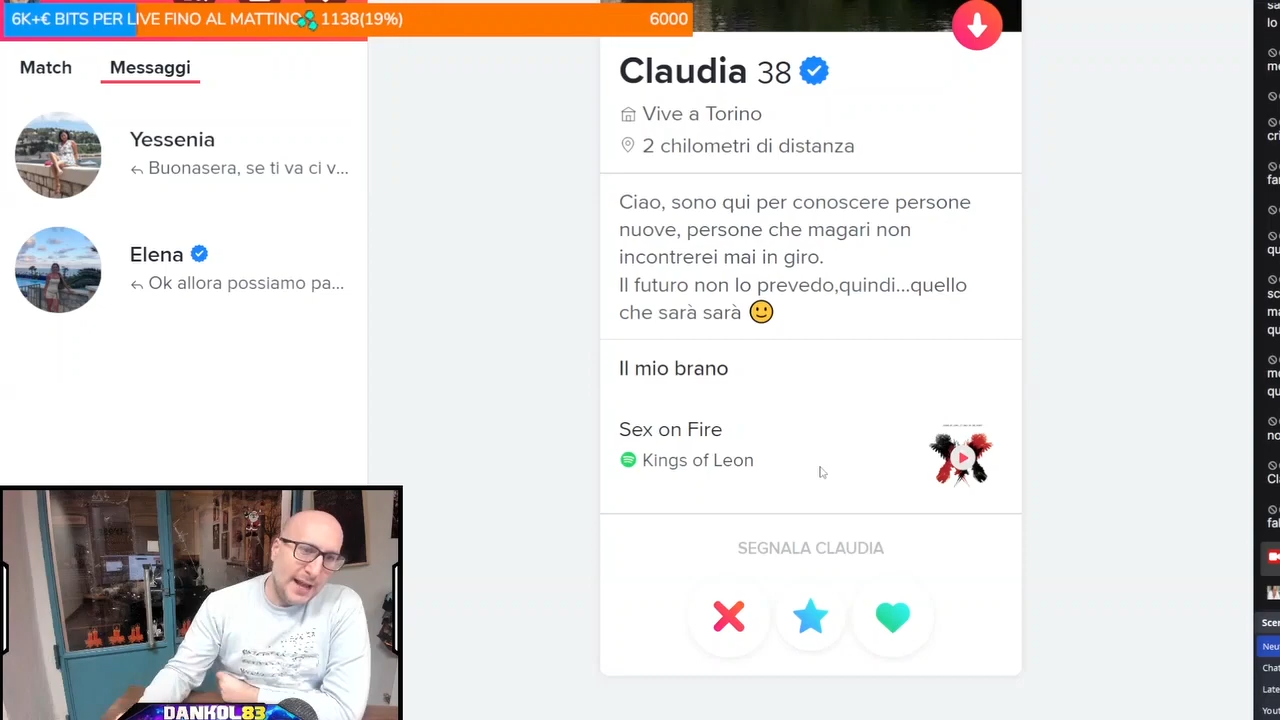 6K+€ BITS PER LIVE FINO AL MATTINO 1138(19%)
6000
Match
Messaggi
Yessenia
Buonasera, se ti va ci v...
Elena
Ok allora possiamo pa...
Claudia 38
Vive a Torino
2 chilometri di distanza
Ciao, sono qui per conoscere persone
nuove, persone che magari non
incontrerei mai in giro.
Il futuro non lo prevedo,quindi...quello
che sarà sarà 🙂
Il mio brano
Sex on Fire
Kings of Leon
SEGNALA CLAUDIA
DANKOL83